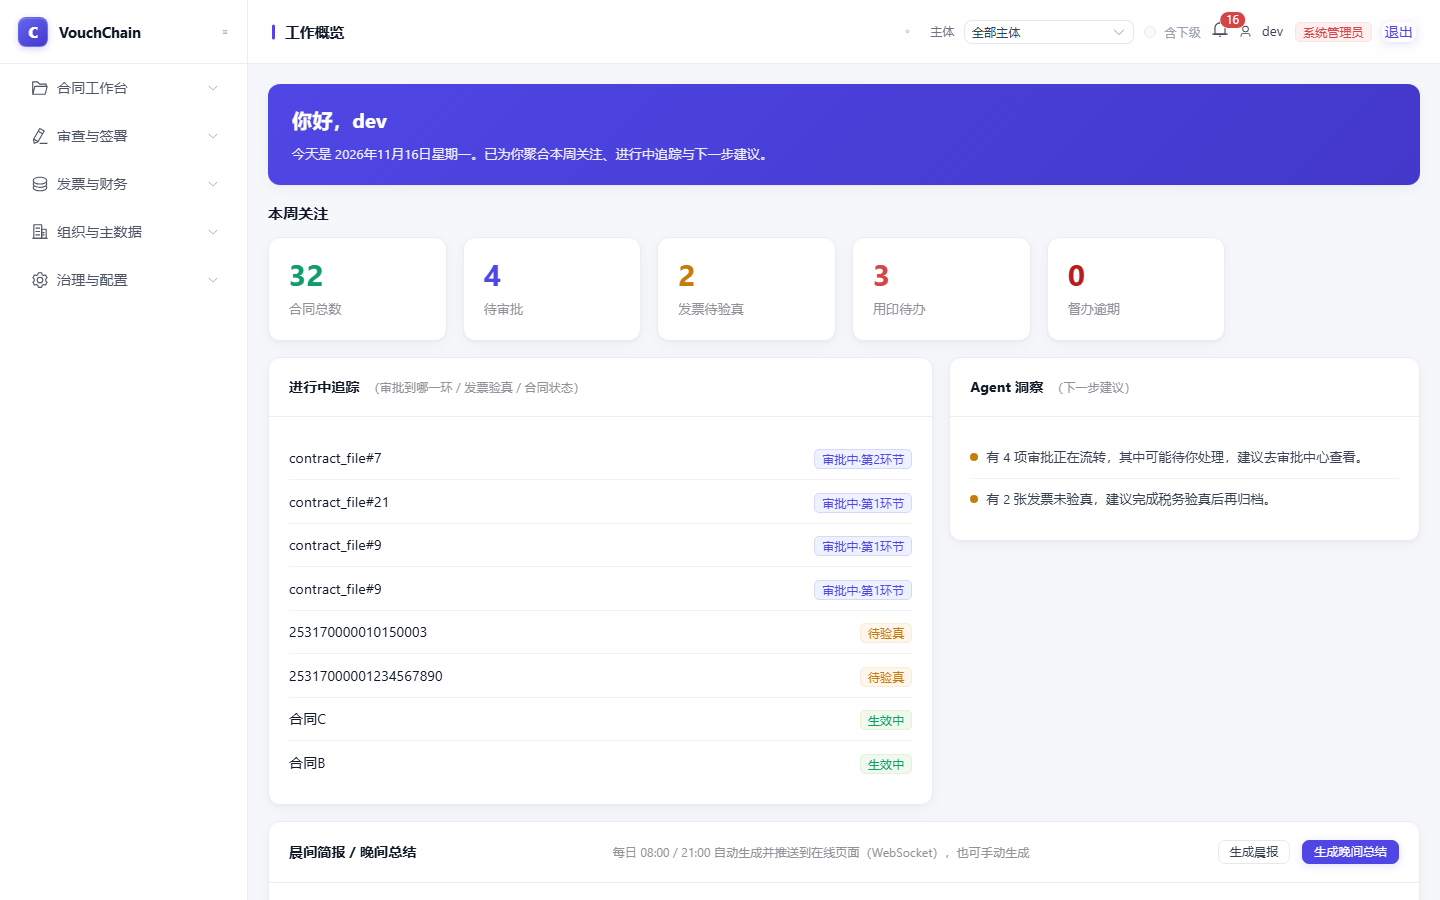 C VouchChain
工作概览
主体 全部主体 含下级 16 dev 系统管理员 退出
合同工作台
审查与签署
发票与财务
组织与主数据
治理与配置
你好，dev
今天是 2026年11月16日星期一。已为你聚合本周关注、进行中追踪与下一步建议。
本周关注
32
合同总数
4
待审批
2
发票待验真
3
用印待办
0
督办逾期
进行中追踪 （审批到哪一环 / 发票验真 / 合同状态）
contract_file#7 审批中·第2环节
contract_file#21 审批中·第1环节
contract_file#9 审批中·第1环节
contract_file#9 审批中·第1环节
253170000010150003 待验真
25317000001234567890 待验真
合同C 生效中
合同B 生效中
Agent 洞察 （下一步建议）
有 4 项审批正在流转，其中可能待你处理，建议去审批中心查看。
有 2 张发票未验真，建议完成税务验真后再归档。
晨间简报 / 晚间总结 每日 08:00 / 21:00 自动生成并推送到在线页面（WebSocket），也可手动生成 生成晨报 生成晚间总结